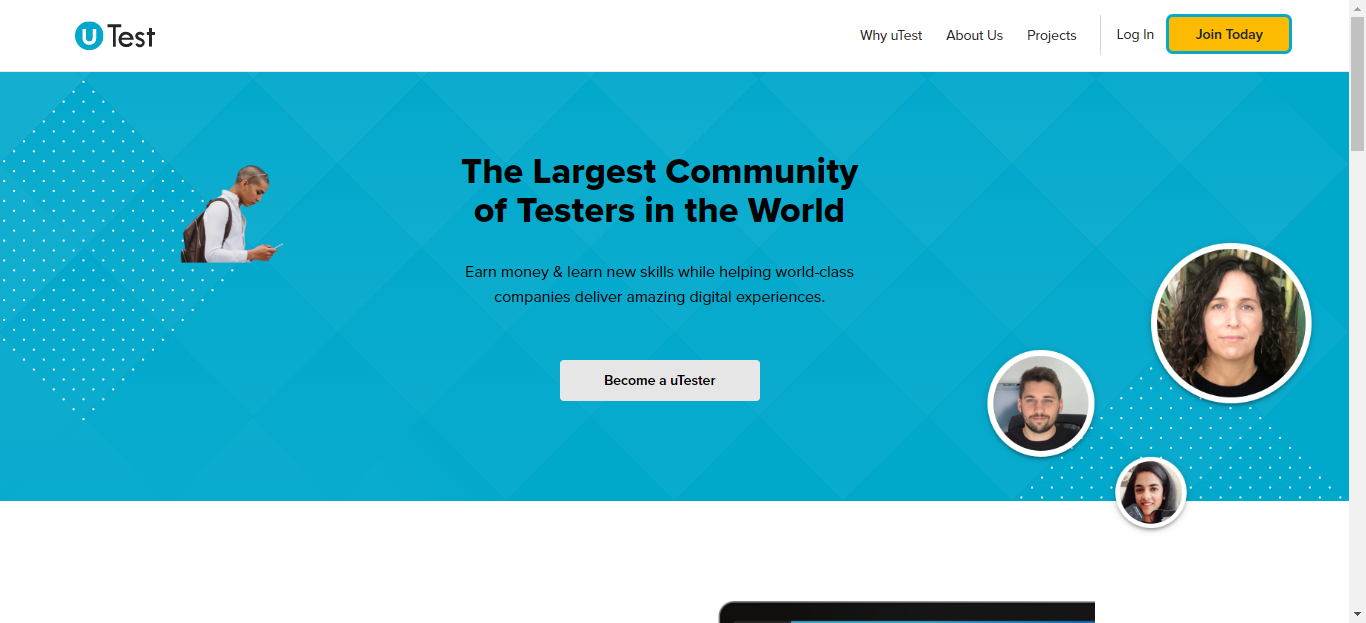 uTest
Why uTest
About Us
Projects
Log In
Join Today
The Largest Community
of Testers in the World
Earn money & learn new skills while helping world-class
companies deliver amazing digital experiences.
Become a uTester